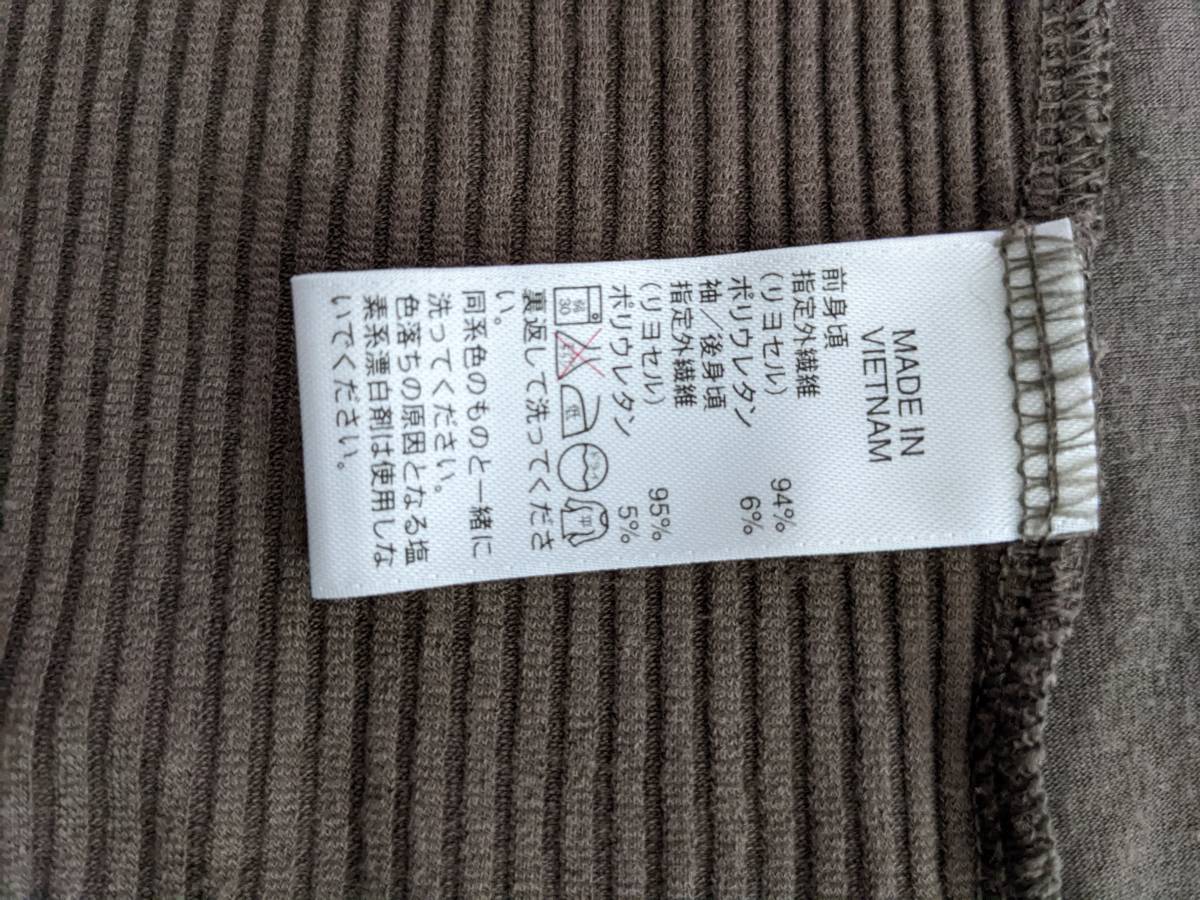 MADE IN
VIETNAM
前身頃
指定外繊維
(リヨセル) 94%
ポリウレタン 6%
袖/後身頃
指定外繊維
(リヨセル) 95%
ポリウレタン 5%
30 低 平
裏返して洗ってくださ
い。
同系色のものと一緒に
洗ってください。
色落ちの原因となる塩
素系漂白剤は使用しな
いでください。